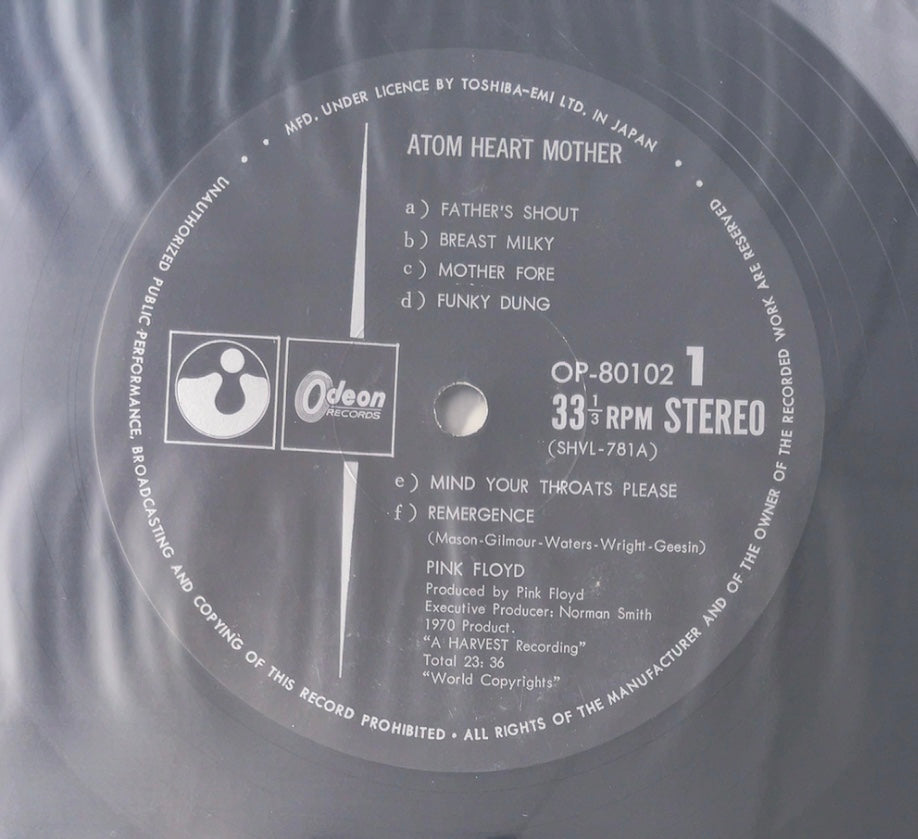 MFD. UNDER LICENCE BY TOSHIBA-EMI LTD. IN JAPAN
ATOM HEART MOTHER
a) FATHER'S SHOUT
b) BREAST MILKY
c) MOTHER FORE
d) FUNKY DUNG
Odeon
RECORDS
OP-80102 1
33 1/3 RPM STEREO
(SHVL-781A)
e) MIND YOUR THROATS PLEASE
f) REMERGENCE
(Mason-Gilmour-Waters-Wright-Geesin)
PINK FLOYD
Produced by Pink Floyd
Executive Producer: Norman Smith
1970 Product.
"A HARVEST Recording"
Total 23: 36
"World Copyrights"
UNAUTHORIZED PUBLIC PERFORMANCE, BROADCASTING AND COPYING OF THIS RECORD PROHIBITED • ALL RIGHTS OF THE MANUFACTURER AND OF THE OWNER OF THE RECORDED WORK ARE RESERVED